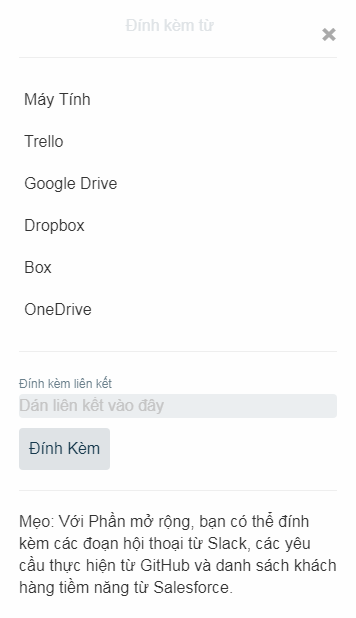 Đính kèm từ
Máy Tính
Trello
Google Drive
Dropbox
Box
OneDrive
Đính kèm liên kết
Dán liên kết vào đây
Đính Kèm
Mẹo: Với Phần mở rộng, bạn có thể đính
kèm các đoạn hội thoại từ Slack, các yêu
cầu thực hiện từ GitHub và danh sách khách
hàng tiềm năng từ Salesforce.